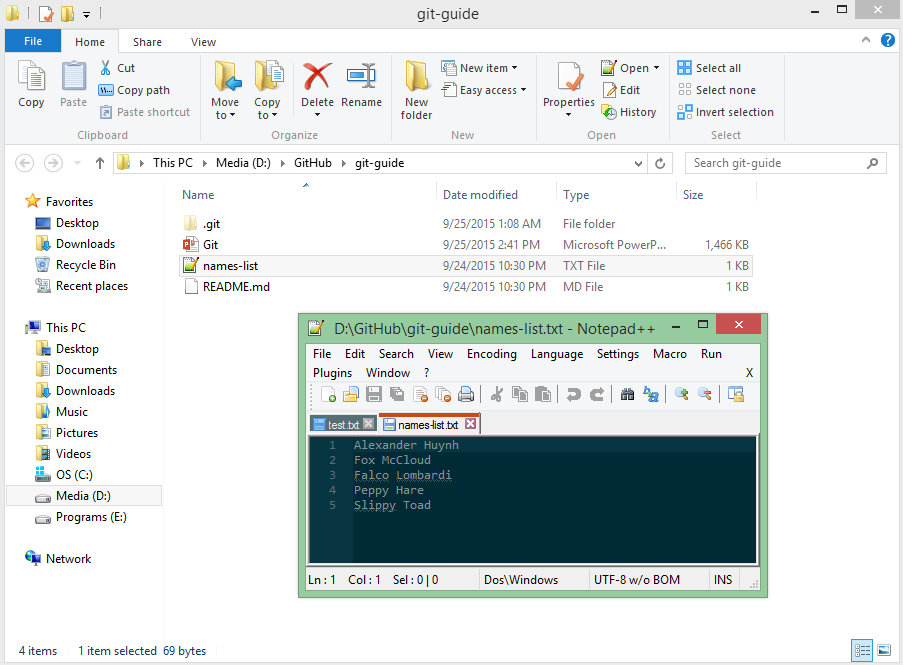 git-guide
File Home Share View
Copy Paste Cut Copy path Paste shortcut Clipboard
Move to Copy to Delete Rename Organize
New folder New item Easy access New
Properties Open Edit History Open
Select all Select none Invert selection Select
This PC Media (D:) GitHub git-guide Search git-guide
Name Date modified Type Size
.git 9/25/2015 1:08 AM File folder
Git 9/25/2015 2:41 PM Microsoft PowerP... 1,466 KB
names-list 9/24/2015 10:30 PM TXT File 1 KB
README.md 9/24/2015 10:30 PM MD File 1 KB
Favorites
Desktop
Downloads
Recycle Bin
Recent places
This PC
Desktop
Documents
Downloads
Music
Pictures
Videos
OS (C:)
Media (D:)
Programs (E:)
Network
D:\GitHub\git-guide\names-list.txt - Notepad++
File Edit Search View Encoding Language Settings Macro Run
Plugins Window ? X
test.txt names-list.txt
1 Alexander Huynh
2 Fox McCloud
3 Falco Lombardi
4 Peppy Hare
5 Slippy Toad
Ln : 1 Col : 1 Sel : 0 | 0 Dos\Windows UTF-8 w/o BOM INS
4 items 1 item selected 69 bytes